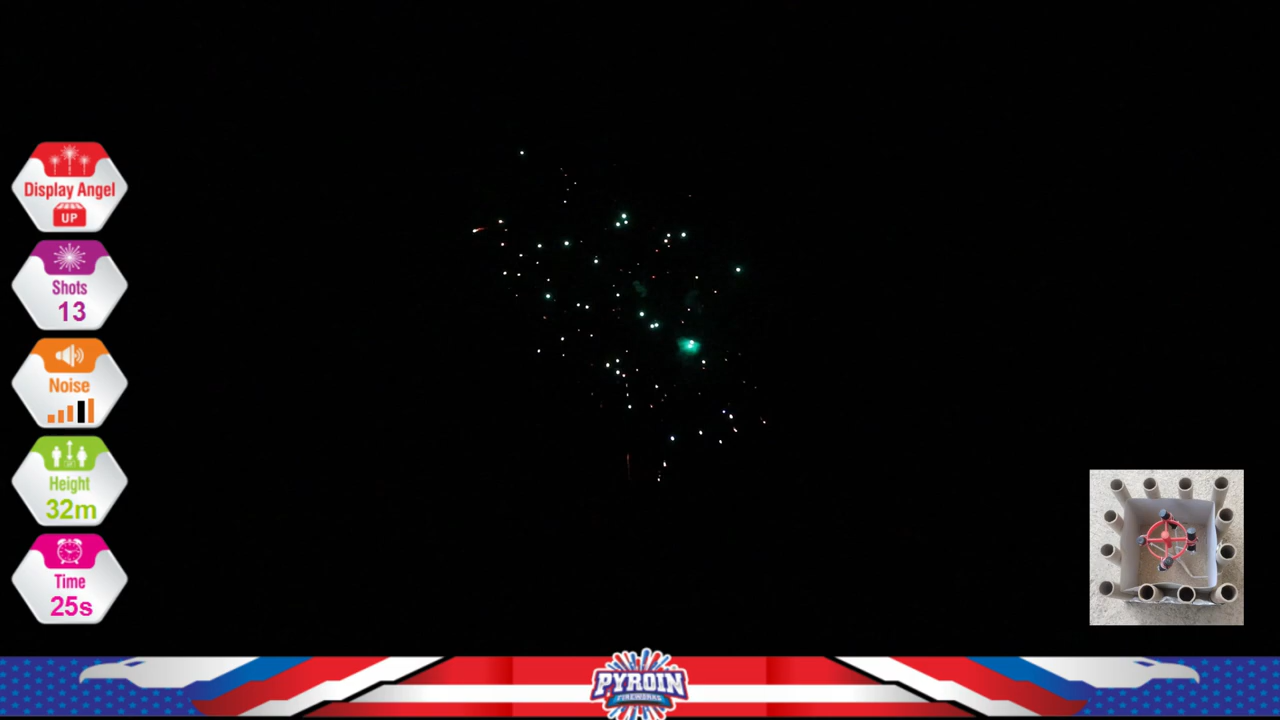 Display Angel
UP
Shots
13
Noise
Height
32m
Time
25s
PYROIN
FIREWORKS